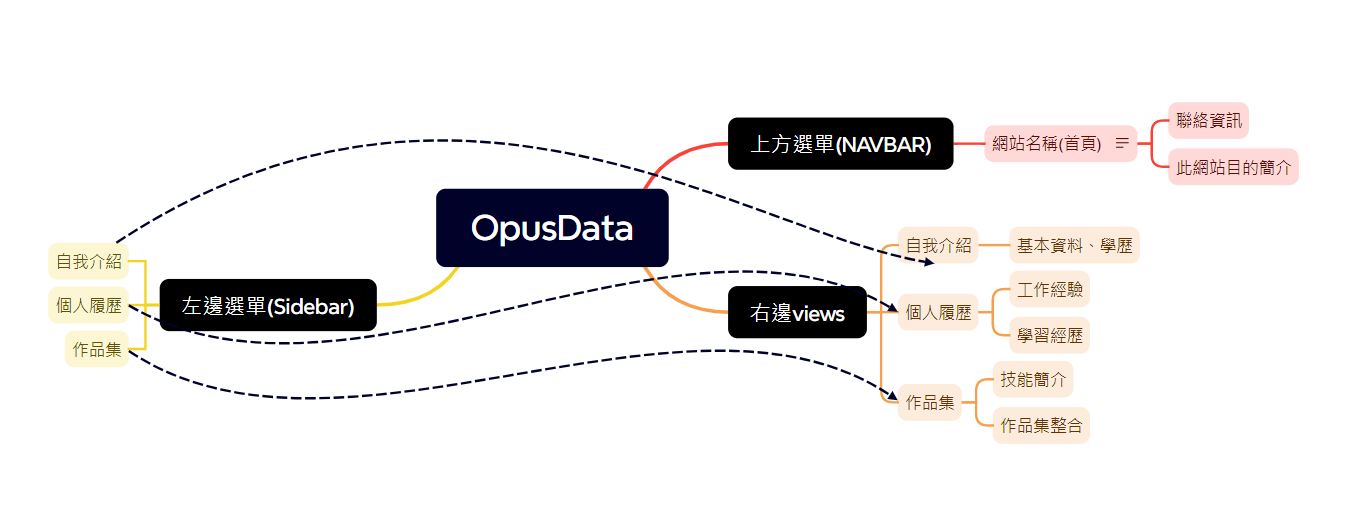 OpusData
上方選單(NAVBAR)
網站名稱(首頁)
聯絡資訊
此網站目的簡介
左邊選單(Sidebar)
自我介紹
個人履歷
作品集
右邊views
自我介紹
基本資料、學歷
個人履歷
工作經驗
學習經歷
作品集
技能簡介
作品集整合